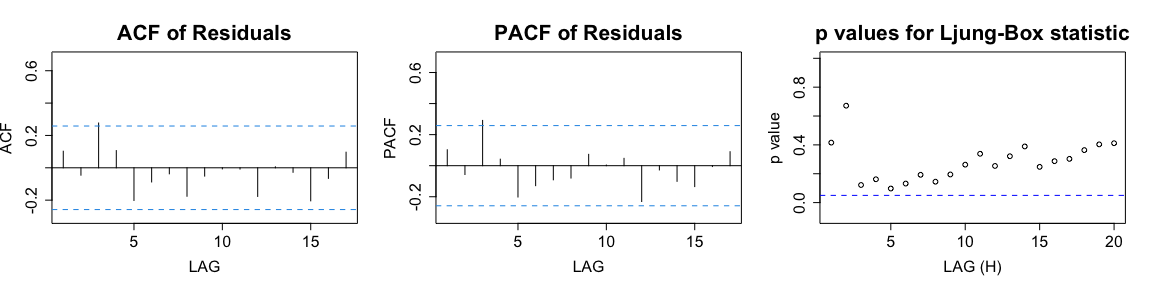 ACF of Residuals
ACF
0.6
0.2
-0.2
5
10
15
LAG
PACF of Residuals
PACF
0.6
0.2
-0.2
5
10
15
LAG
p values for Ljung-Box statistic
p value
0.8
0.4
0.0
5
10
15
20
LAG (H)